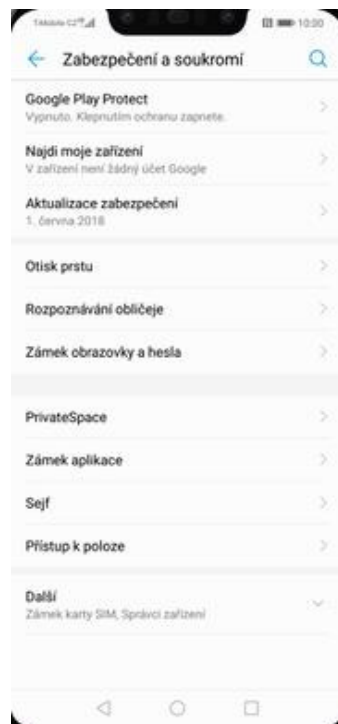 T-Mobile CZ
10:30
Zabezpečení a soukromí
Google Play Protect
Vypnuto. Klepnutím ochranu zapnete.
Najdi moje zařízení
V zařízení není žádný účet Google
Aktualizace zabezpečení
1. června 2018
Otisk prstu
Rozpoznávání obličeje
Zámek obrazovky a hesla
PrivateSpace
Zámek aplikace
Sejf
Přístup k poloze
Další
Zámek karty SIM, Správci zařízení